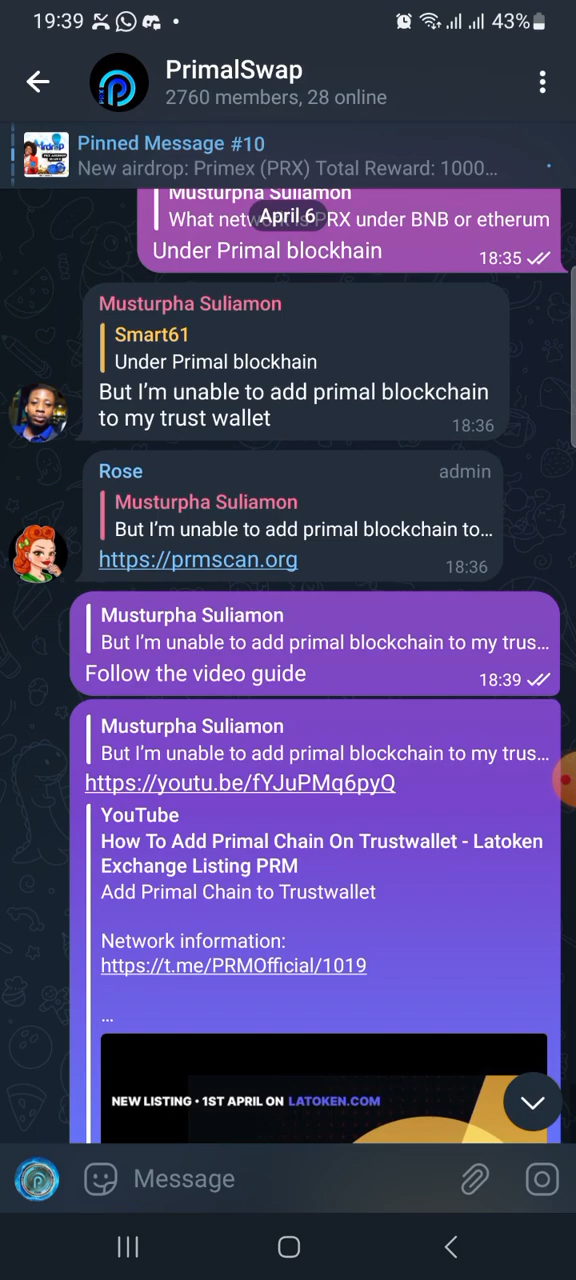 19:39
43%
PrimalSwap
2760 members, 28 online
Pinned Message #10
New airdrop: Primex (PRX) Total Reward: 1000...
Musturpha Suliamon
April 6
What network is PRX under BNB or etherum
Under Primal blockhain
18:35
Musturpha Suliamon
Smart61
Under Primal blockhain
But I'm unable to add primal blockchain
to my trust wallet
18:36
Rose
admin
Musturpha Suliamon
But I'm unable to add primal blockchain to...
https://prmscan.org
18:36
Musturpha Suliamon
But I'm unable to add primal blockchain to my trus...
Follow the video guide
18:39
Musturpha Suliamon
But I'm unable to add primal blockchain to my trus...
https://youtu.be/fYJuPMq6pyQ
YouTube
How To Add Primal Chain On Trustwallet - Latoken
Exchange Listing PRM
Add Primal Chain to Trustwallet
Network information:
https://t.me/PRMOfficial/1019
...
NEW LISTING • 1ST APRIL ON LATOKEN.COM
Message